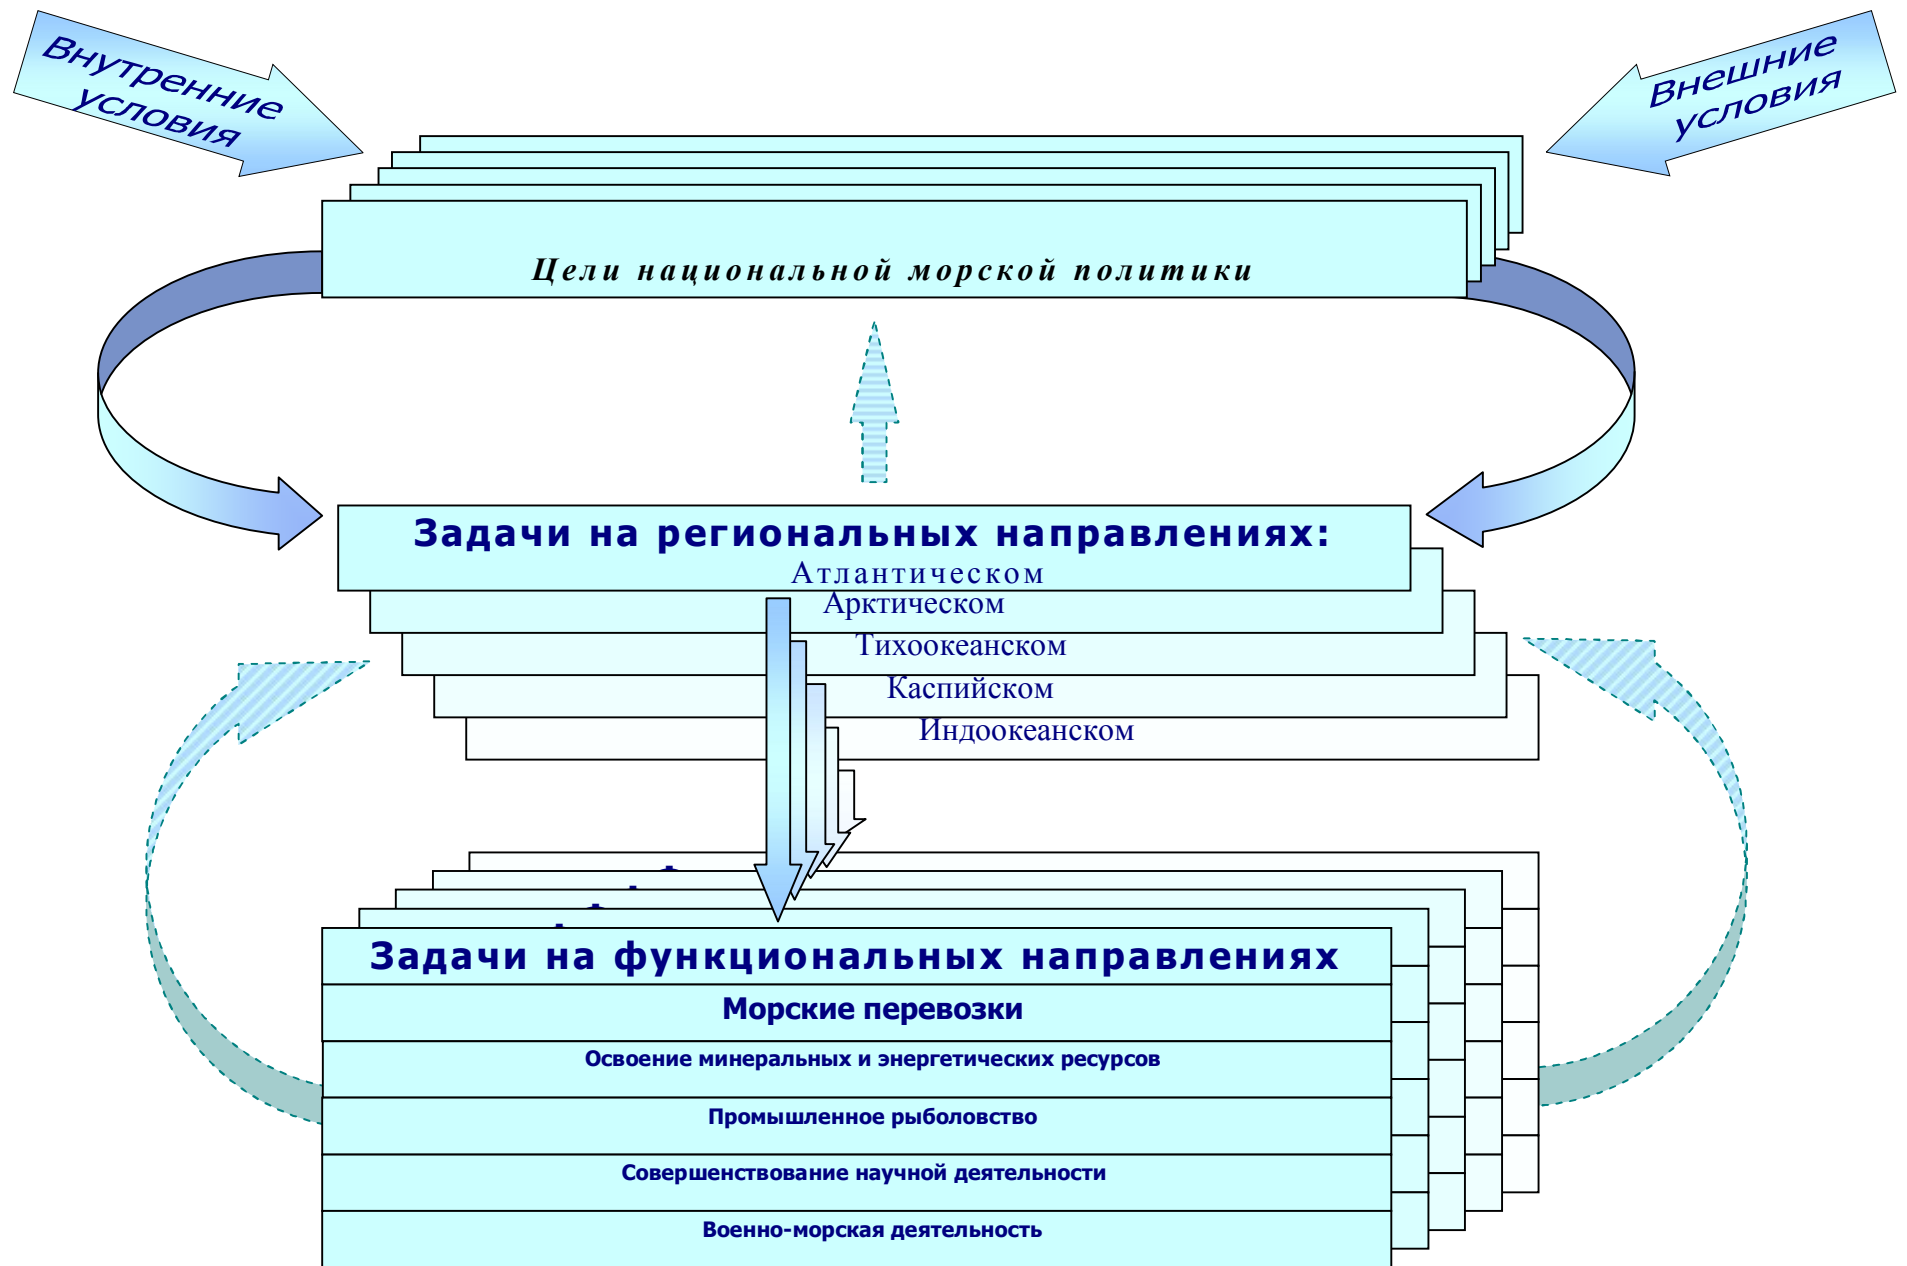 Внутренние
условия
Внешние
условия
Цели национальной морской политики
Задачи на региональных направлениях:
Атлантическом
Арктическом
Тихоокеанском
Каспийском
Индоокеанском
Задачи на функциональных направлениях
Морские перевозки
Освоение минеральных и энергетических ресурсов
Промышленное рыболовство
Совершенствование научной деятельности
Военно-морская деятельность